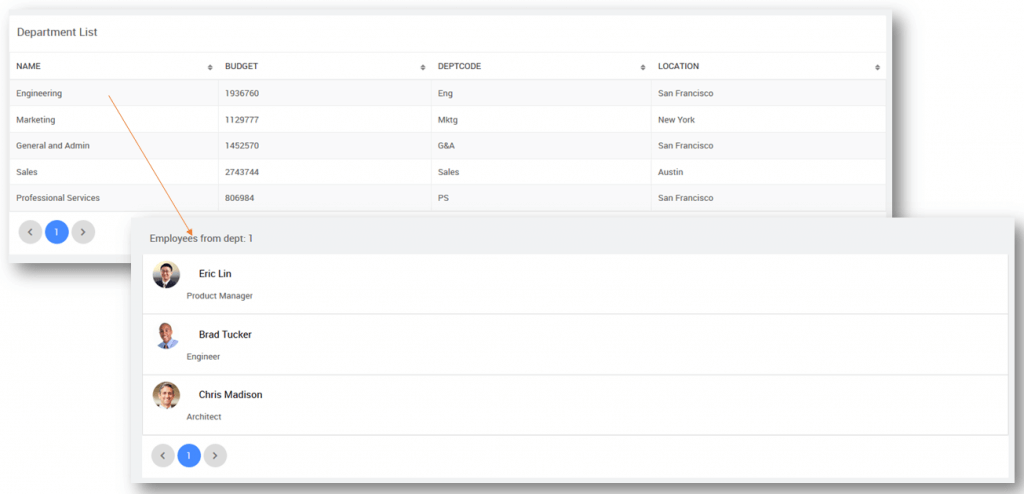 Department List
NAME BUDGET DEPTCODE LOCATION
Engineering 1936760 Eng San Francisco
Marketing 1129777 Mktg New York
General and Admin 1452570 G&A San Francisco
Sales 2743744 Sales Austin
Professional Services 806984 PS San Francisco
1
Employees from dept: 1
Eric Lin
Product Manager
Brad Tucker
Engineer
Chris Madison
Architect
1